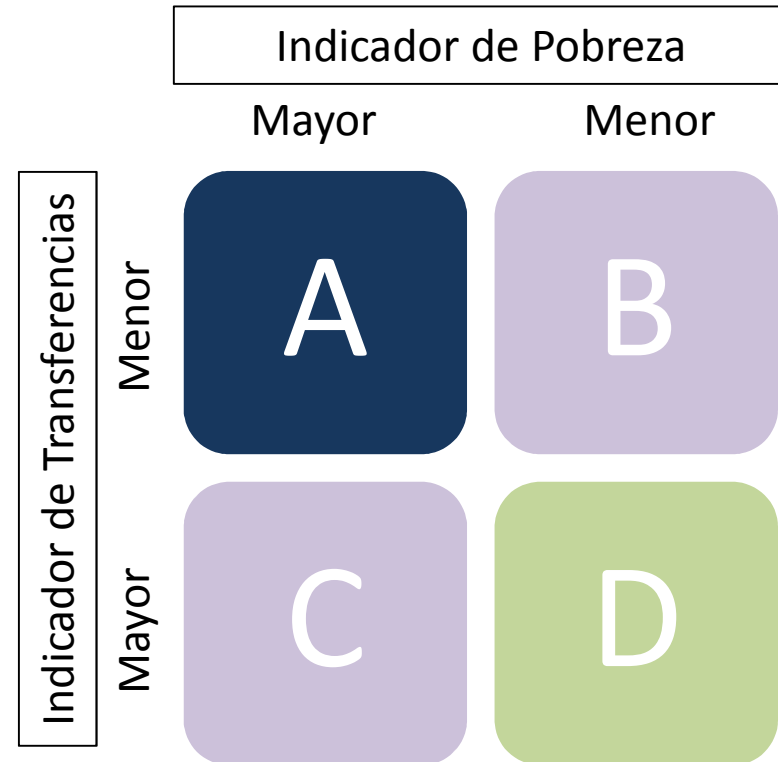 Indicador de Pobreza
Mayor Menor
Indicador de Transferencias
Menor
A B
Mayor
C D